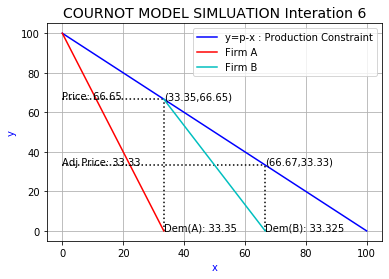 COURNOT MODEL SIMLUATION Interation 6
y=p-x : Production Constraint
Firm A
Firm B
100
80
60
40
20
0
y
Price: 66.65
(33.35,66.65)
Adj.Price: 33.33
(66.67,33.33)
Dem(A): 33.35
Dem(B): 33.325
0 20 40 60 80 100
x